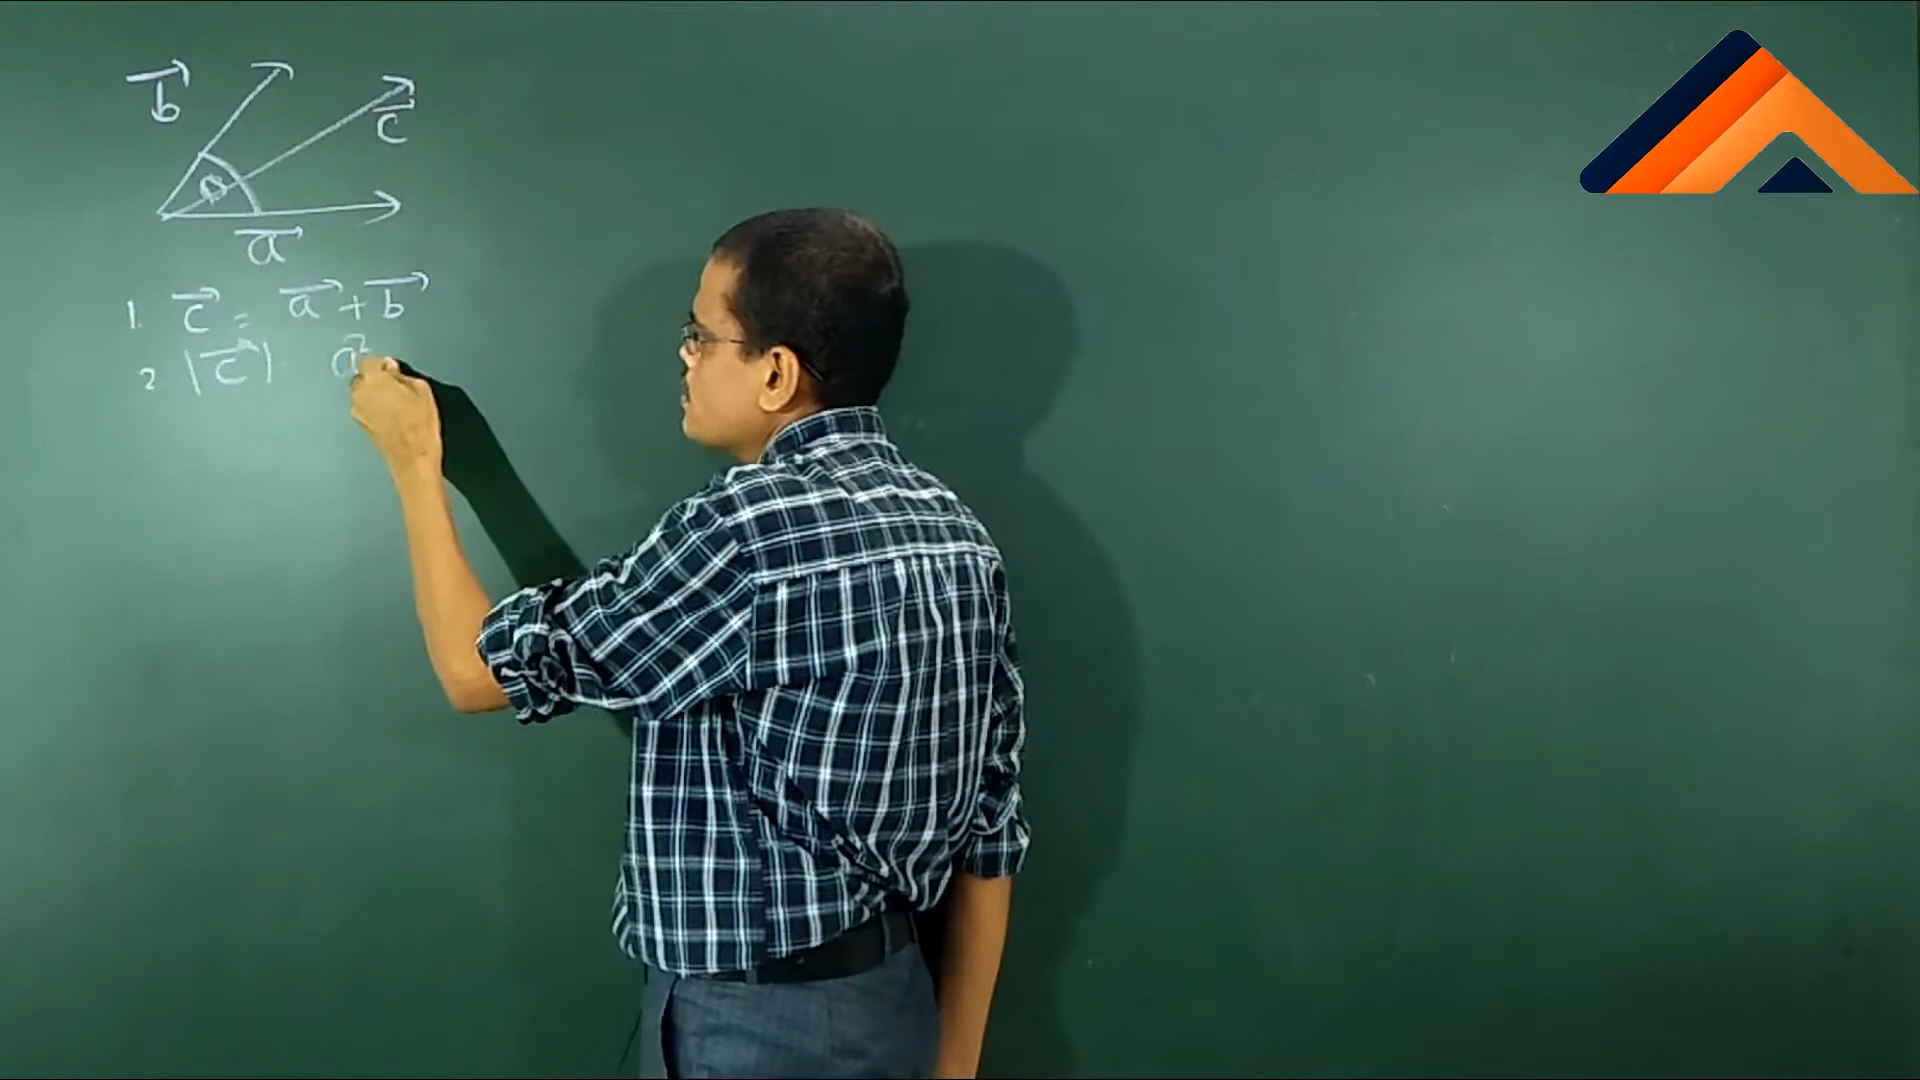 b⃗
c⃗
θ
a⃗
1. c⃗ = a⃗ + b⃗
2 |c⃗| a²